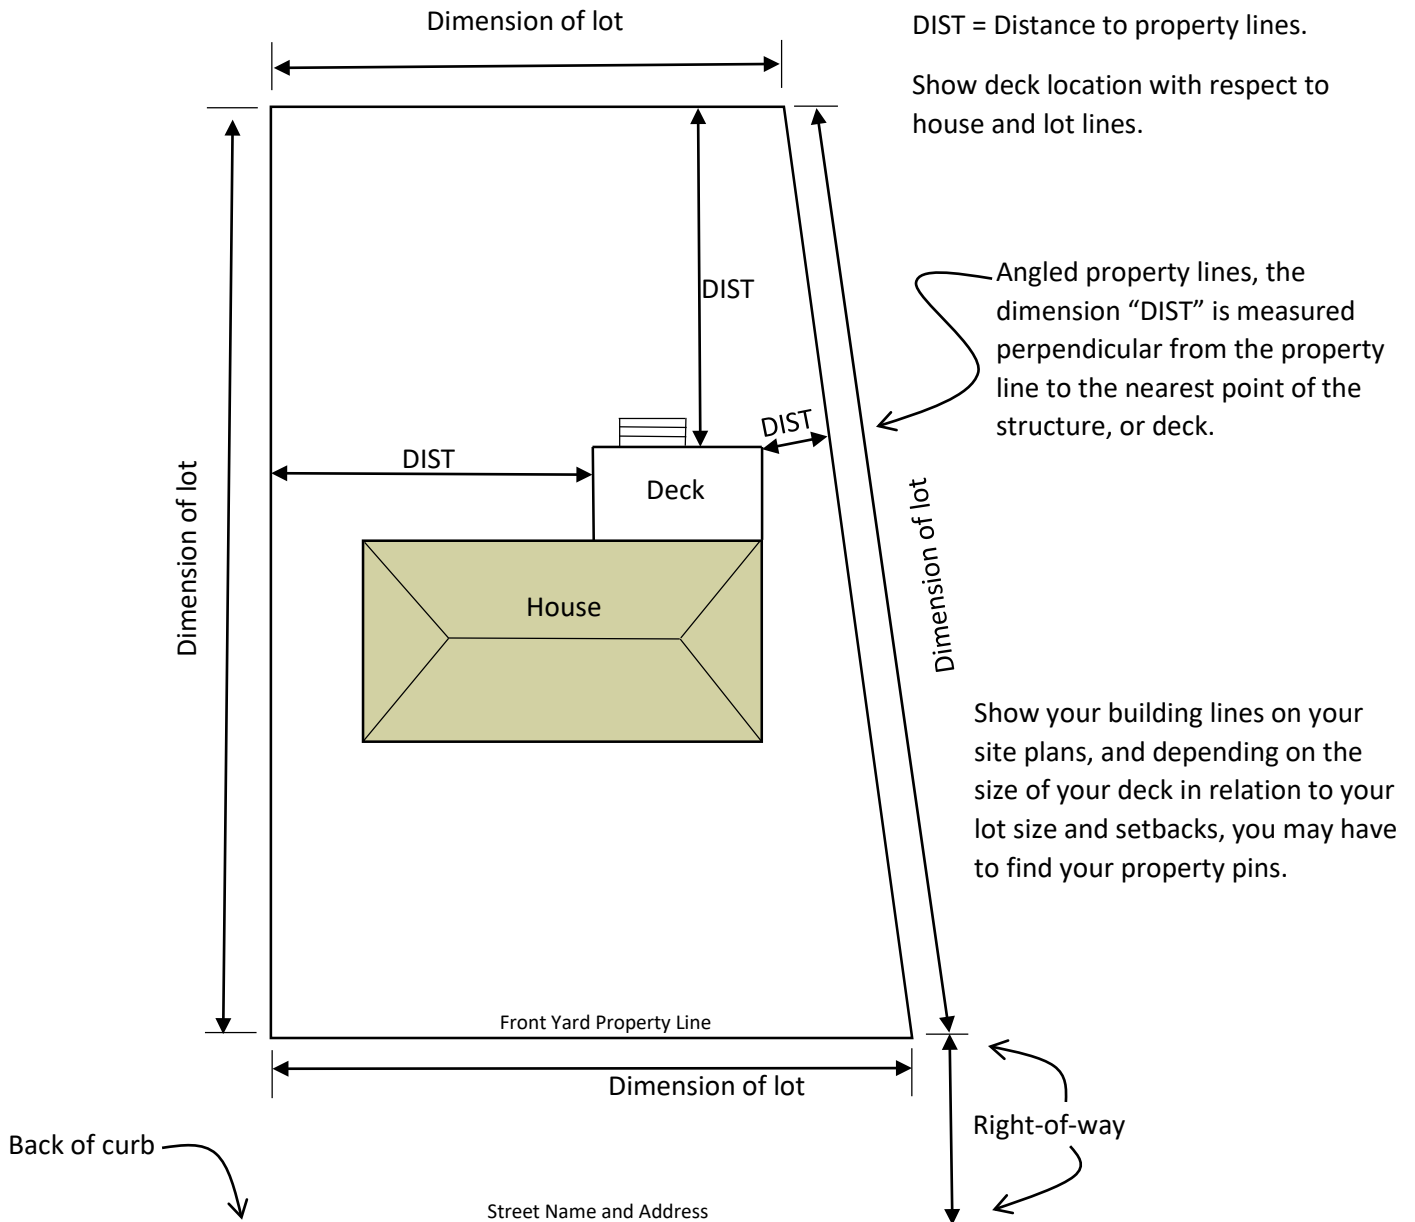 Dimension of lot
DIST = Distance to property lines.
Show deck location with respect to
house and lot lines.
DIST
Angled property lines, the
dimension “DIST” is measured
perpendicular from the property
line to the nearest point of the
structure, or deck.
DIST
DIST
Deck
Dimension of lot
Dimension of lot
House
Show your building lines on your
site plans, and depending on the
size of your deck in relation to your
lot size and setbacks, you may have
to find your property pins.
Front Yard Property Line
Dimension of lot
Right-of-way
Back of curb
Street Name and Address